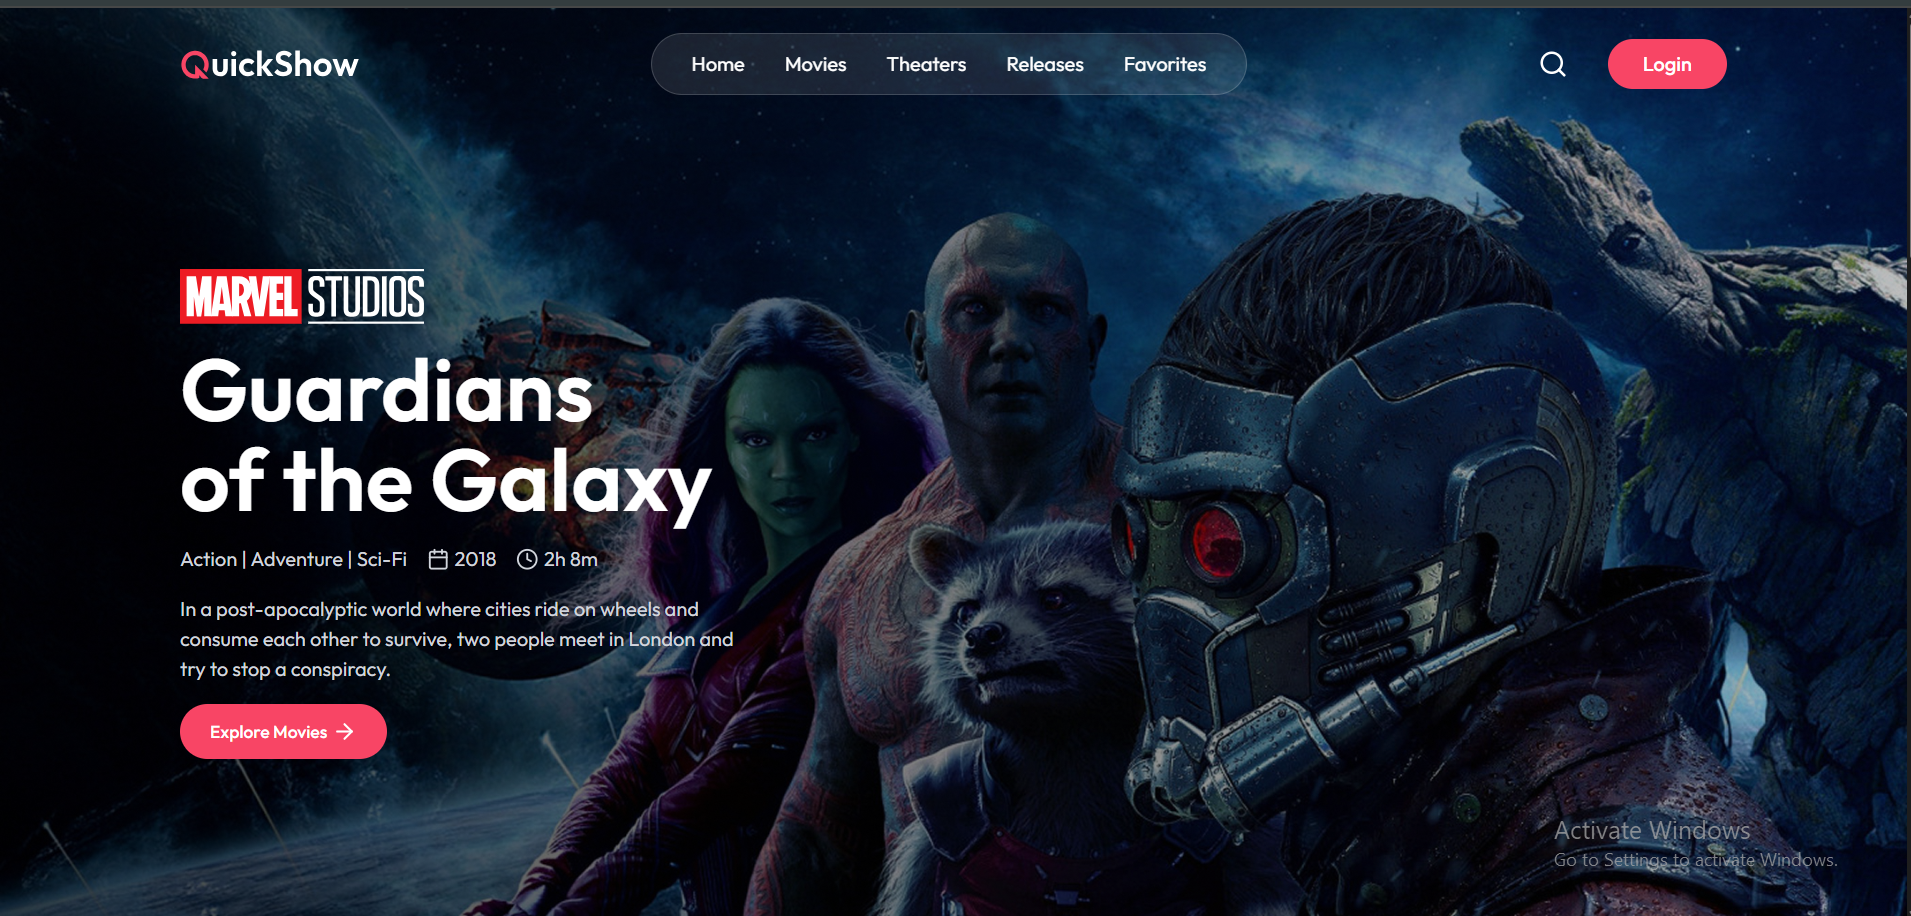 QuickShow
Home Movies Theaters Releases Favorites
Login
MARVEL STUDIOS
Guardians
of the Galaxy
Action | Adventure | Sci-Fi 2018 2h 8m
In a post-apocalyptic world where cities ride on wheels and
consume each other to survive, two people meet in London and
try to stop a conspiracy.
Explore Movies →
Activate Windows
Go to Settings to activate Windows.